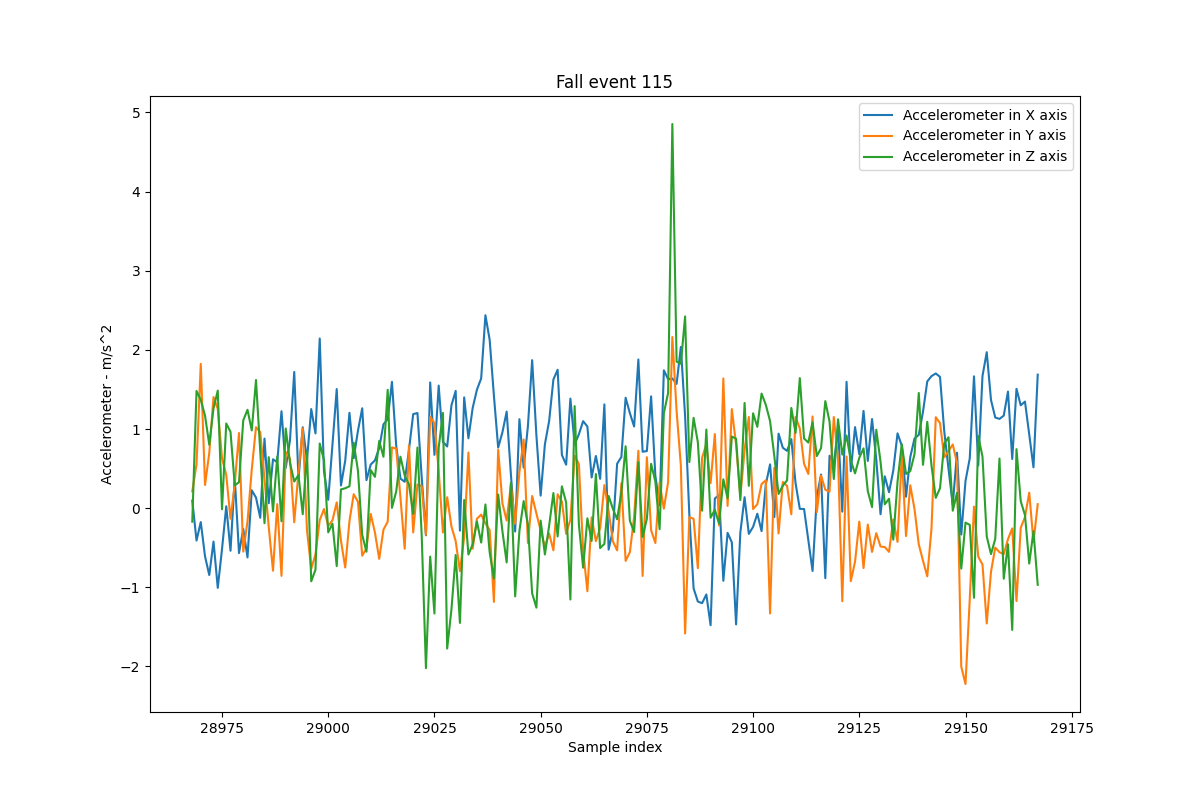 Fall event 115
Accelerometer in X axis
Accelerometer in Y axis
Accelerometer in Z axis
Accelerometer - m/s^2
5
4
3
2
1
0
−1
−2
28975 29000 29025 29050 29075 29100 29125 29150 29175
Sample index